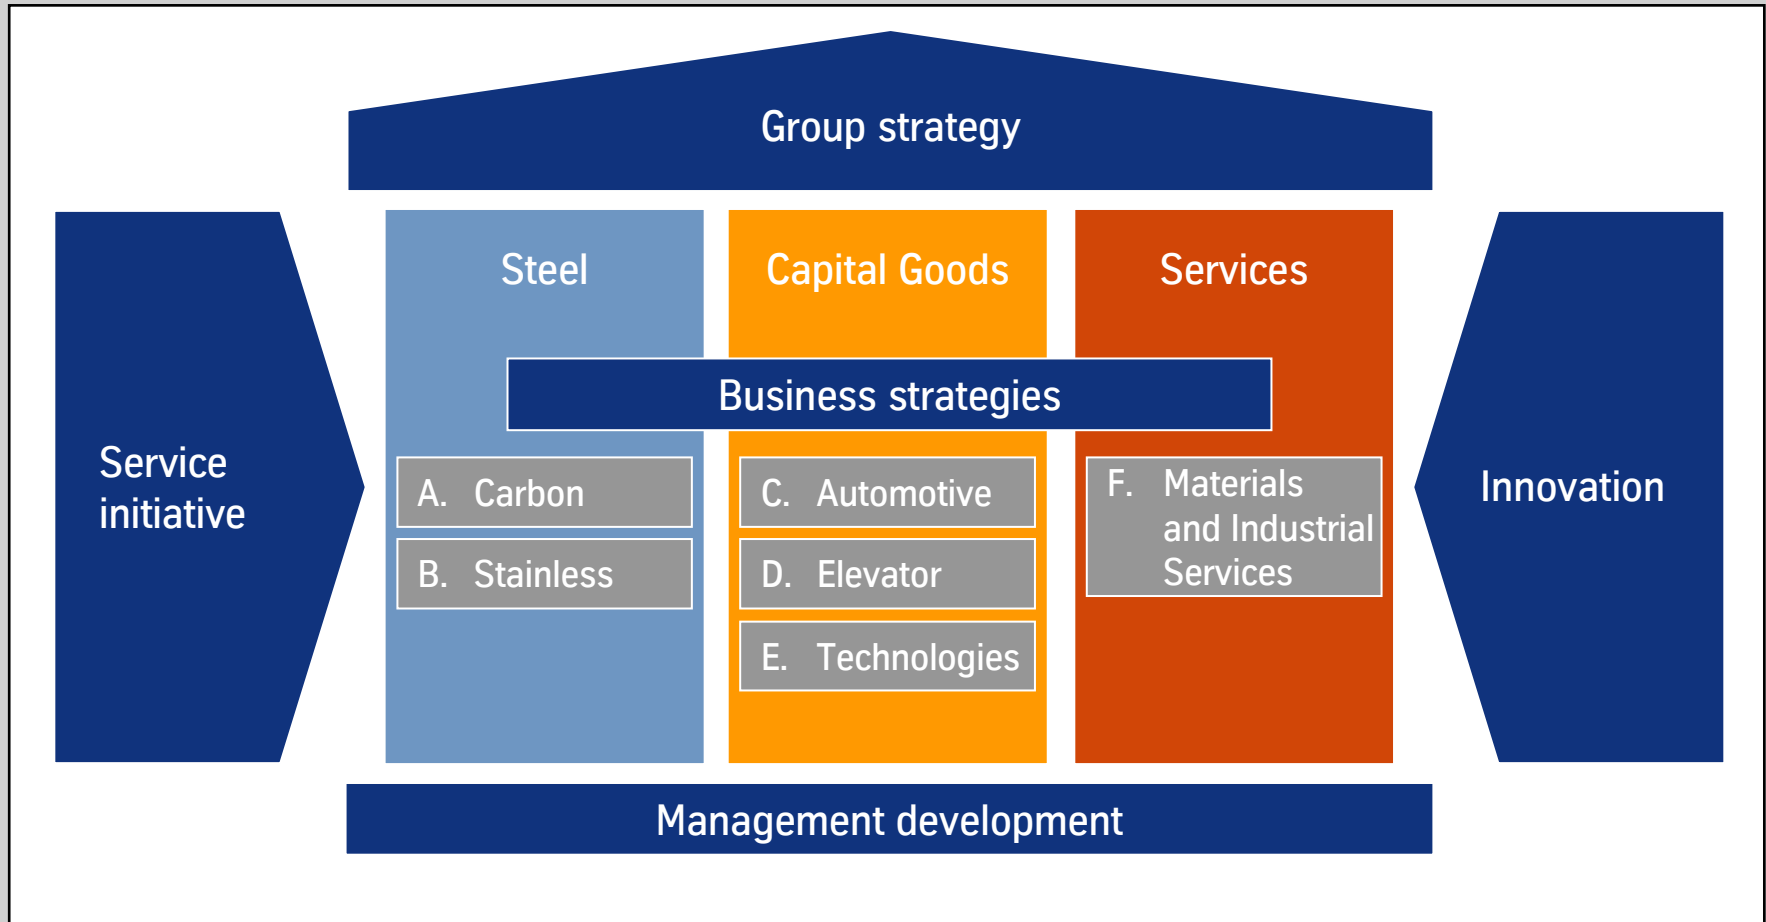 Group strategy
Steel
Capital Goods
Services
Business strategies
Service
initiative
A. Carbon
B. Stainless
C. Automotive
D. Elevator
E. Technologies
F. Materials
and Industrial
Services
Innovation
Management development